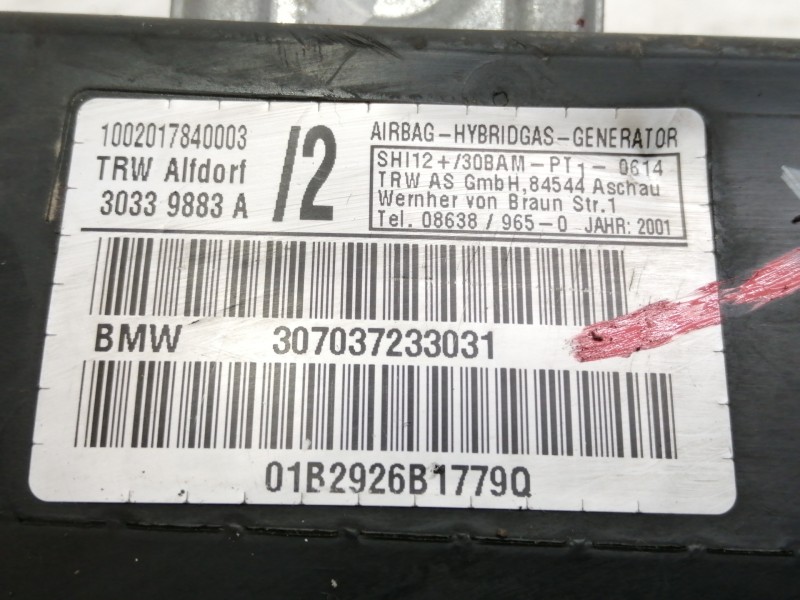 1002017840003
TRW Alfdorf
3033 9883 A
/2
AIRBAG-HYBRIDGAS-GENERATOR
SHI12+/30BAM-PT1-0614
TRW AS GmbH,84544 Aschau
Wernher von Braun Str.1
Tel. 08638/965-0 JAHR: 2001
BMW 307037233031
01B2926B1779Q